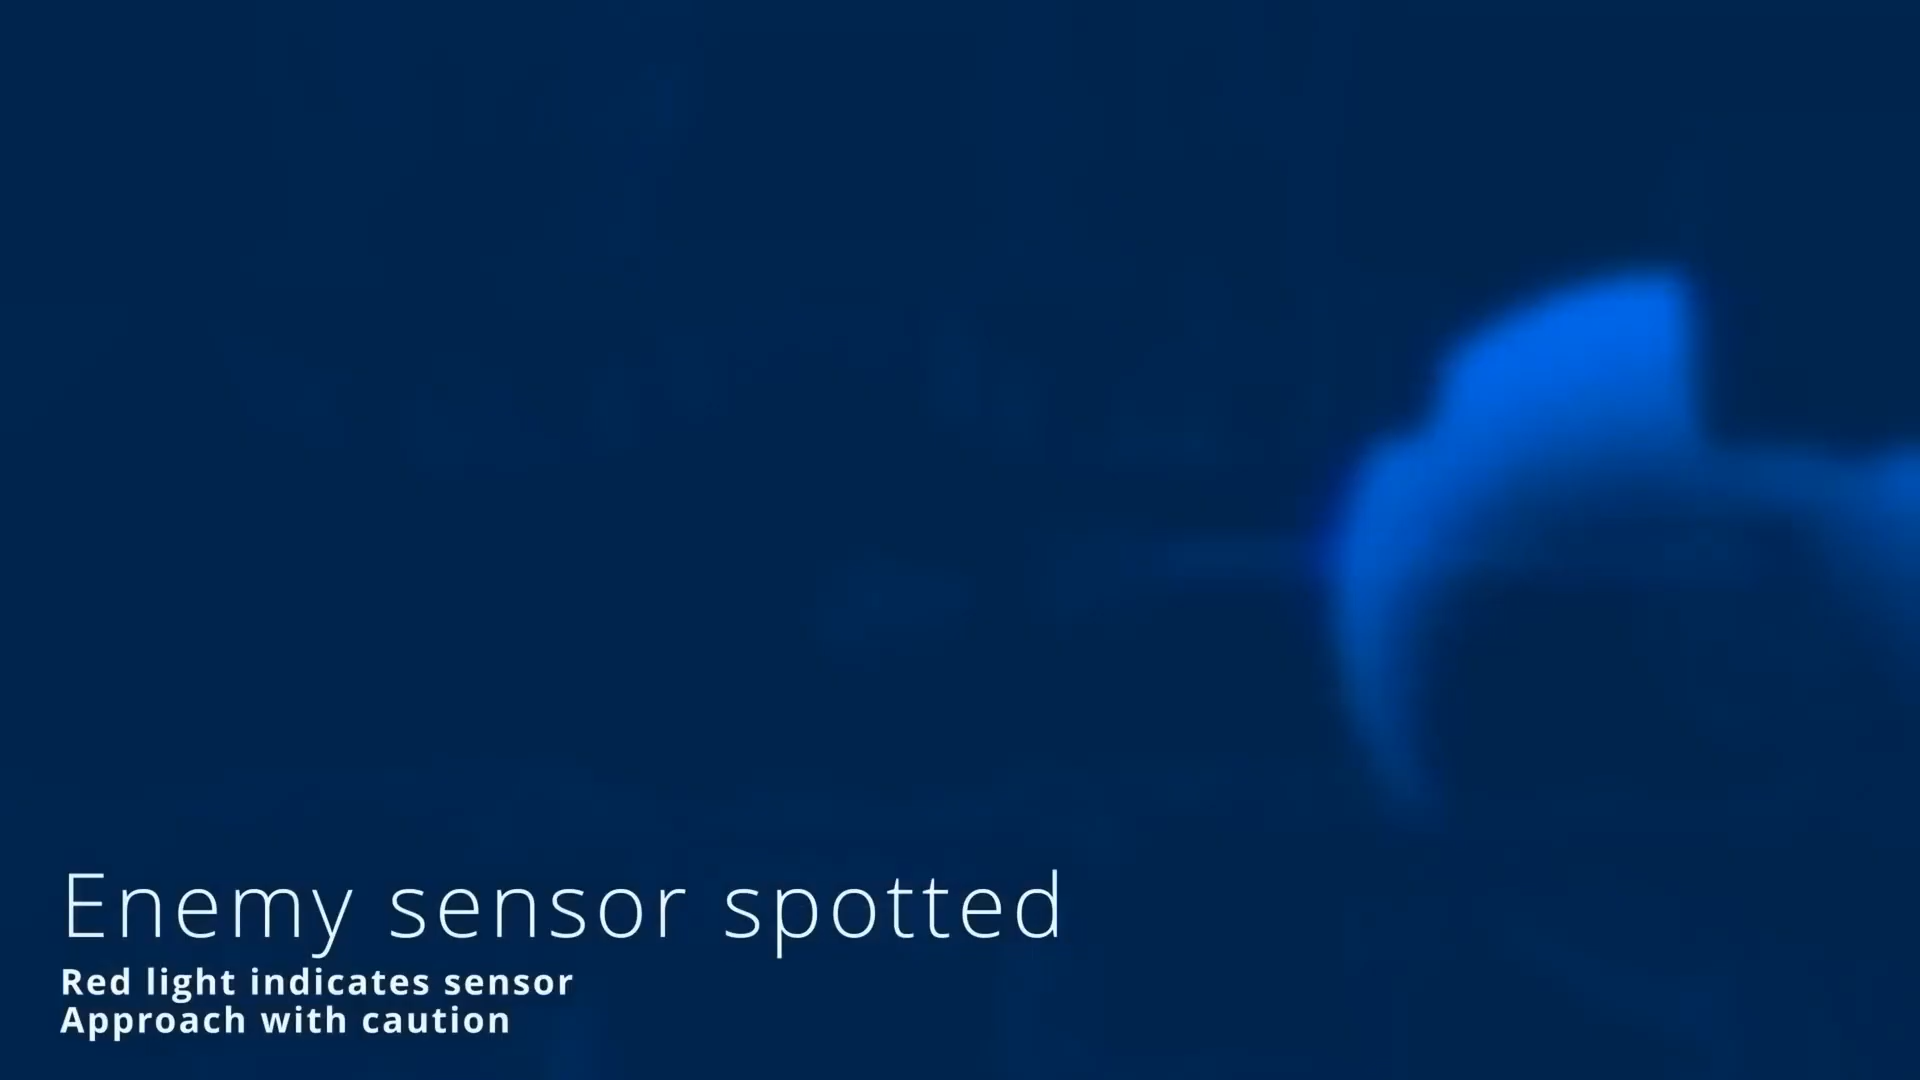 Enemy sensor spotted
Red light indicates sensor
Approach with caution